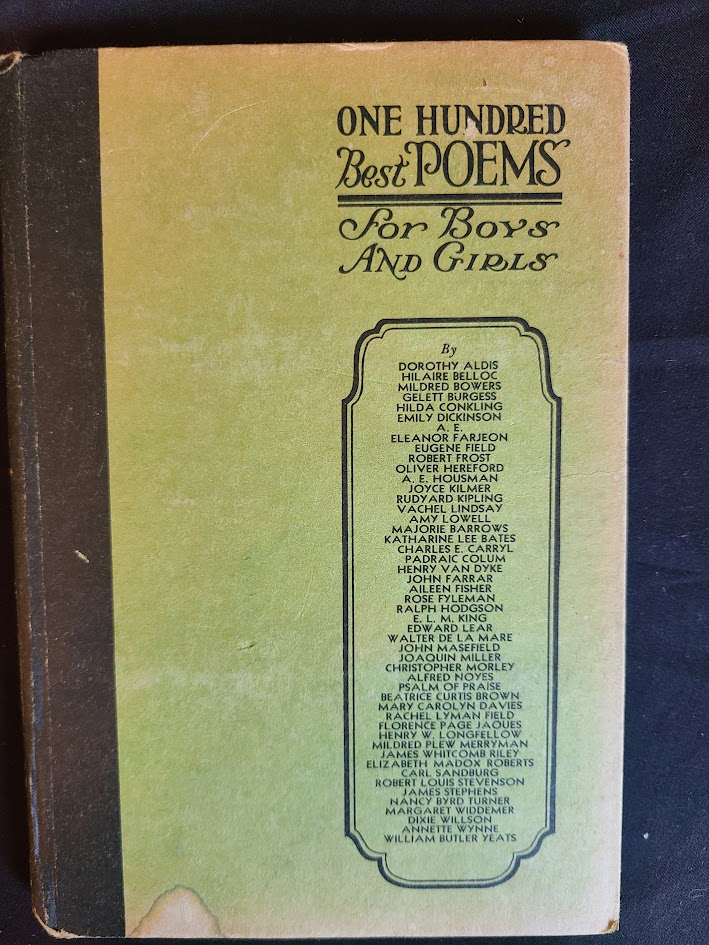 ONE HUNDRED
Best POEMS
For Boys
AND GIRLS
By
DOROTHY ALDIS
HILAIRE BELLOC
MILDRED BOWERS
GELETT BURGESS
HILDA CONKLING
EMILY DICKINSON
A. E.
ELEANOR FARJEON
EUGENE FIELD
ROBERT FROST
OLIVER HEREFORD
A. E. HOUSMAN
JOYCE KILMER
RUDYARD KIPLING
VACHEL LINDSAY
AMY LOWELL
MAJORIE BARROWS
KATHARINE LEE BATES
CHARLES E. CARRYL
PADRAIC COLUM
HENRY VAN DYKE
JOHN FARRAR
AILEEN FISHER
ROSE FYLEMAN
RALPH HODGSON
E. L. M. KING
EDWARD LEAR
WALTER DE LA MARE
JOHN MASEFIELD
JOAQUIN MILLER
CHRISTOPHER MORLEY
ALFRED NOYES
PSALM OF PRAISE
BEATRICE CURTIS BROWN
MARY CAROLYN DAVIES
RACHEL LYMAN FIELD
FLORENCE PAGE JAQUES
HENRY W. LONGFELLOW
MILDRED PLEW MERRYMAN
JAMES WHITCOMB RILEY
ELIZABETH MADOX ROBERTS
CARL SANDBURG
ROBERT LOUIS STEVENSON
JAMES STEPHENS
NANCY BYRD TURNER
MARGARET WIDDEMER
DIXIE WILLSON
ANNETTE WYNNE
WILLIAM BUTLER YEATS